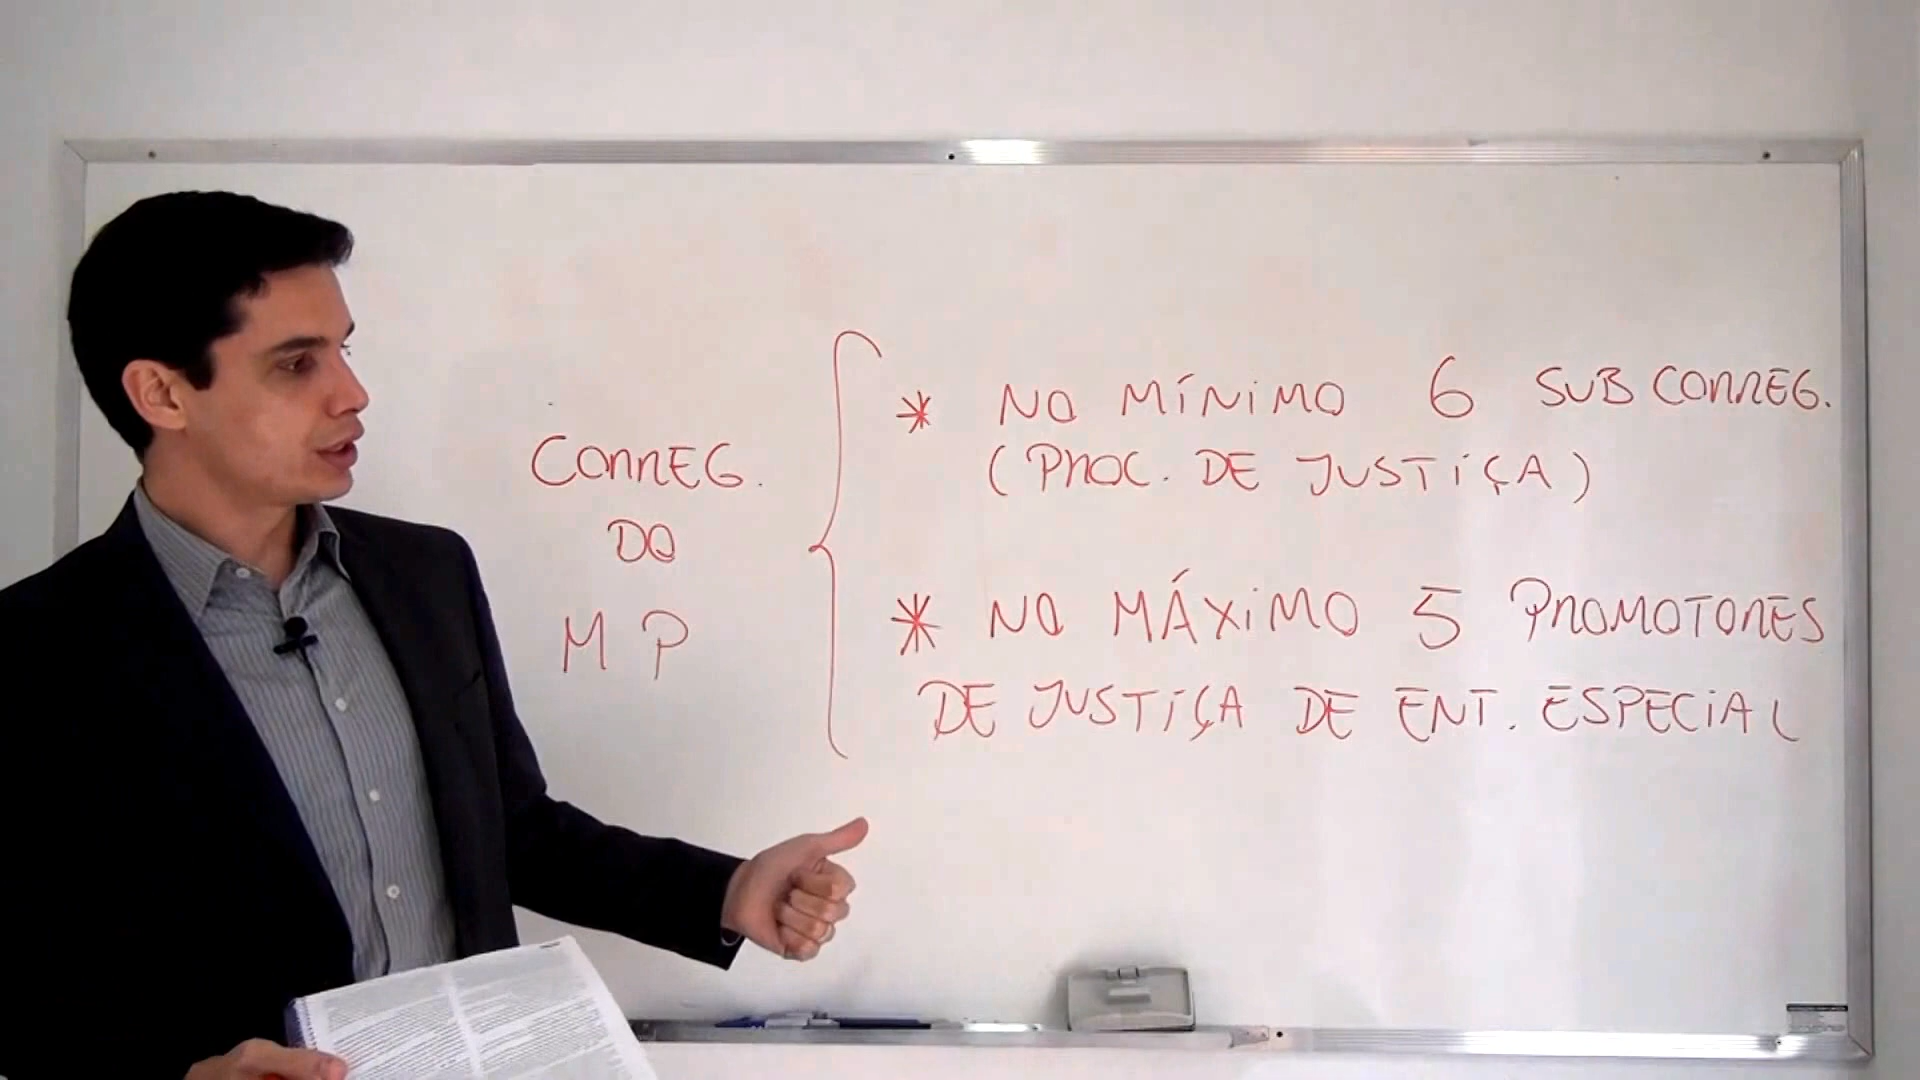 CORREG.
DO
MP
* NO MÍNIMO 6 SUBCORREG.
(PROC. DE JUSTIÇA)
* NO MÁXIMO 5 PROMOTORES
DE JUSTIÇA DE ENT. ESPECIAL